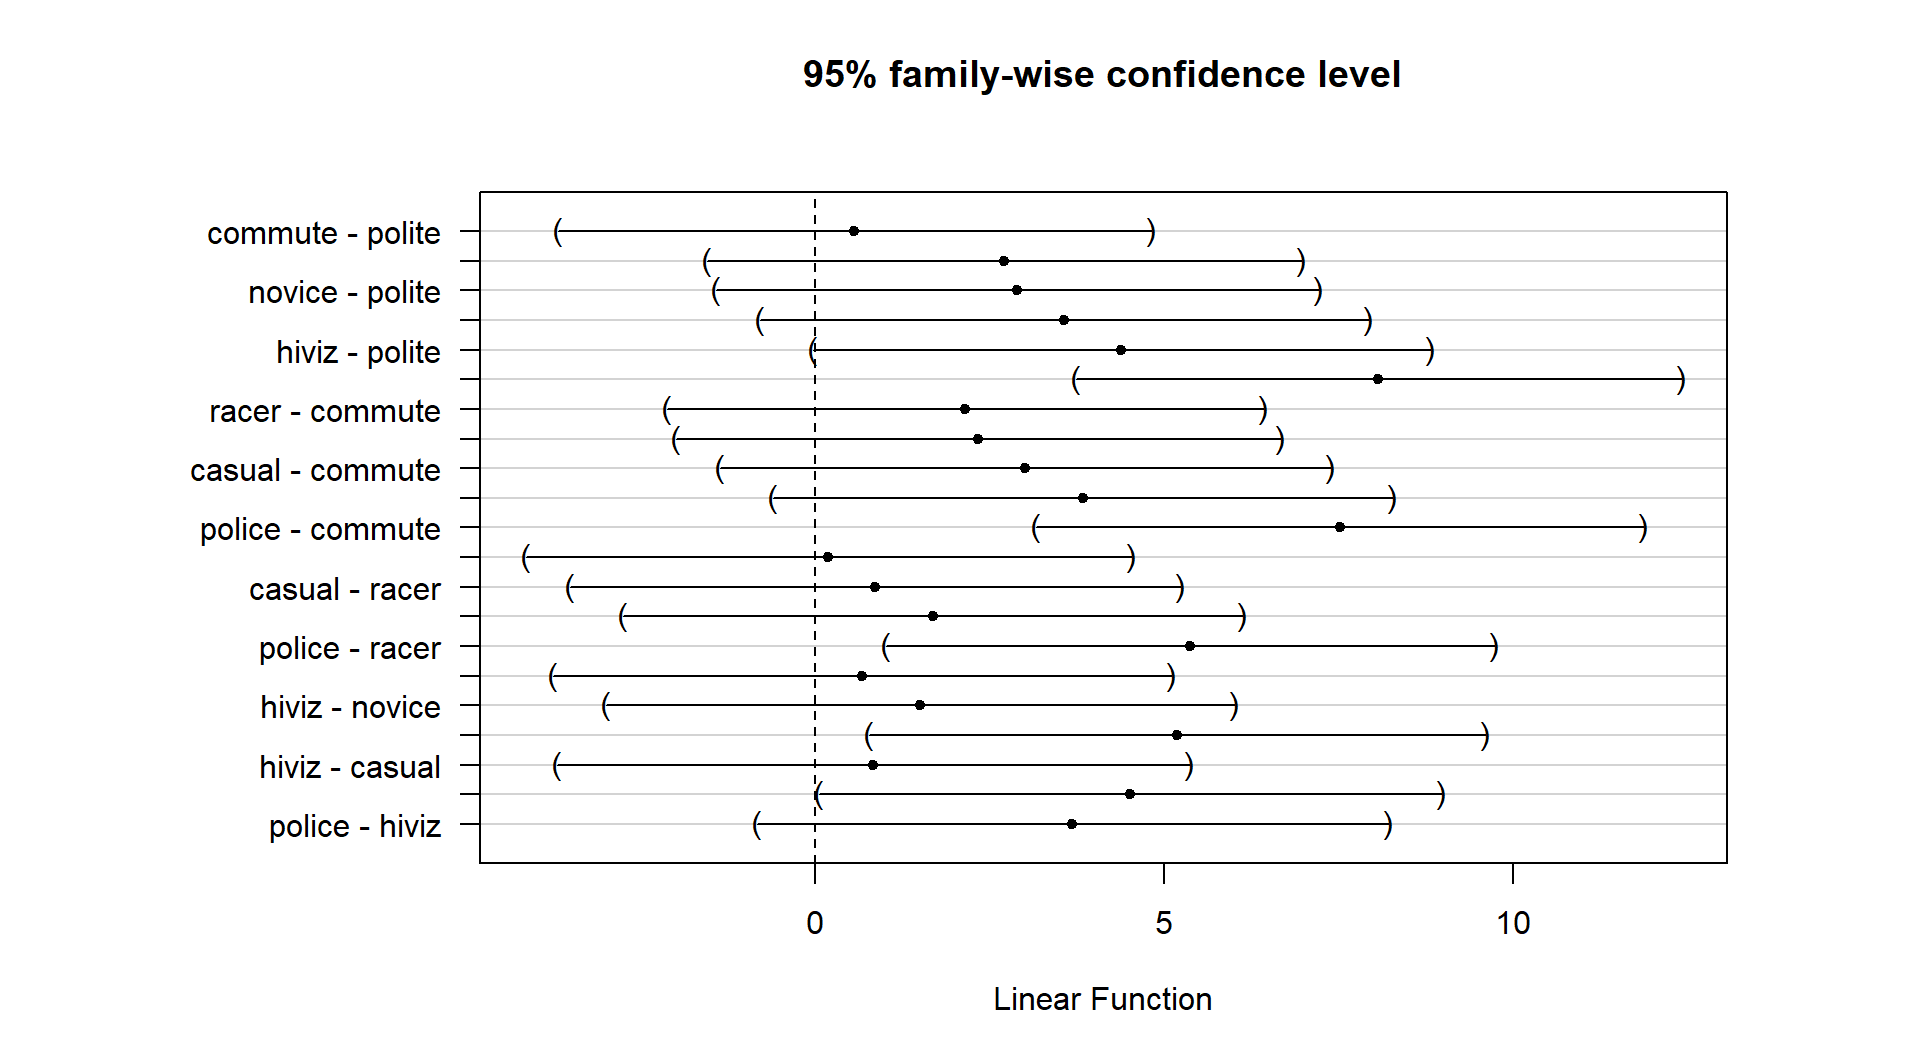 95% family-wise confidence level
commute - polite
novice - polite
hiviz - polite
racer - commute
casual - commute
police - commute
casual - racer
police - racer
hiviz - novice
hiviz - casual
police - hiviz
0 5 10
Linear Function